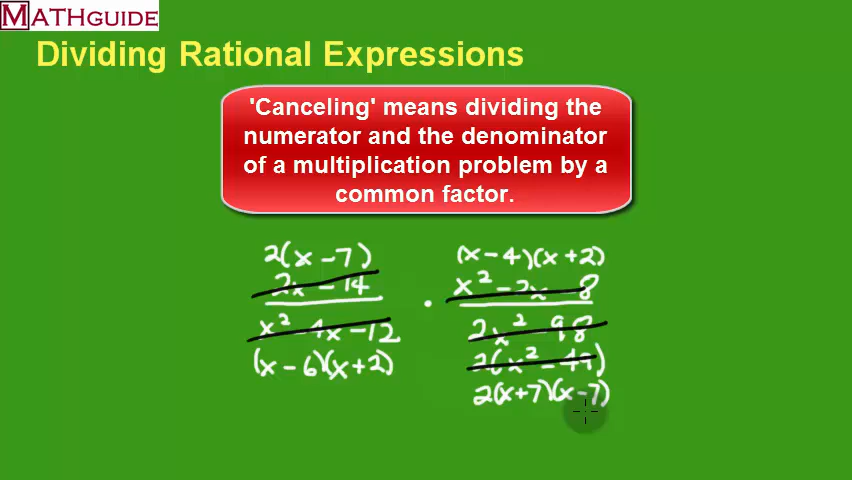 MATHGUIDE
Dividing Rational Expressions
'Canceling' means dividing the
numerator and the denominator
of a multiplication problem by a
common factor.
2(x-7) (x-4)(x+2)
2x-14 x²-2x-8
x²-4x-12 · 2x²-98
(x-6)(x+2) 2(x²-49)
2(x+7)(x-7)